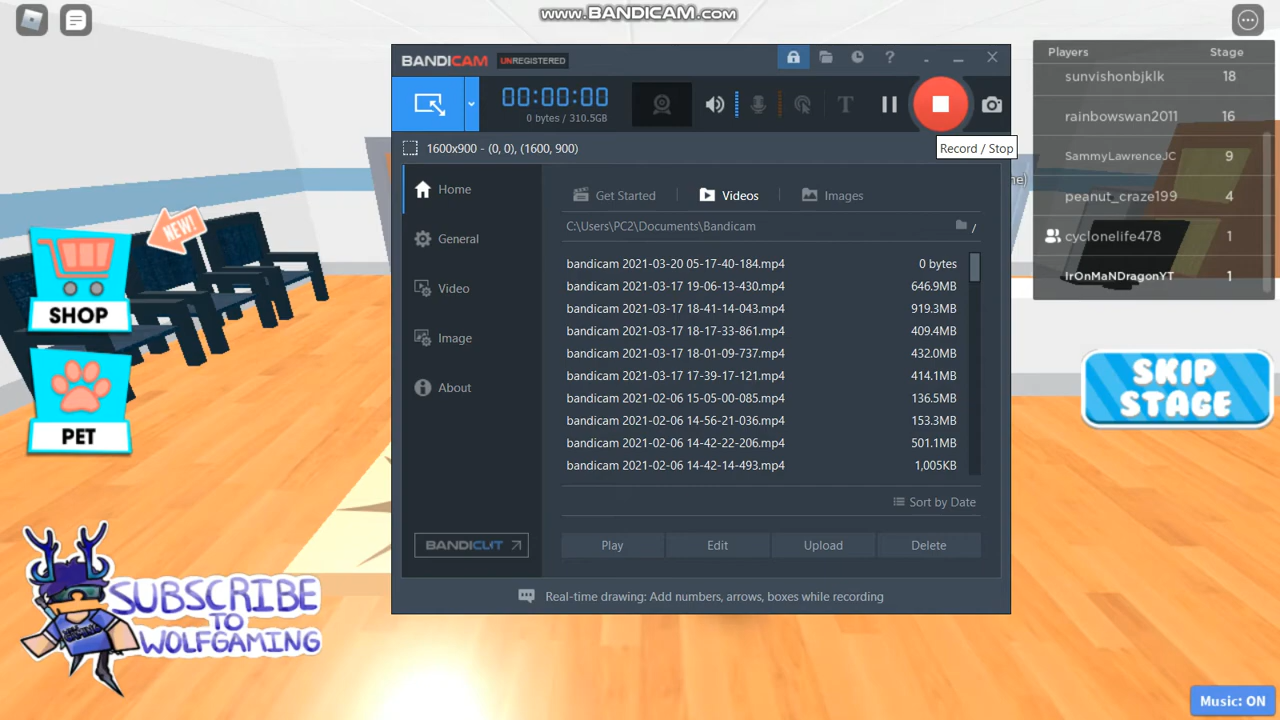 www.BANDICAM.com
BANDICAM UNREGISTERED
00:00:00
0 bytes / 310.5GB
T
Record / Stop
1600x900 - (0, 0), (1600, 900)
Home
General
Video
Image
About
BANDICUT
Get Started
Videos
Images
C:\Users\PC2\Documents\Bandicam
/
bandicam 2021-03-20 05-17-40-184.mp4 0 bytes
bandicam 2021-03-17 19-06-13-430.mp4 646.9MB
bandicam 2021-03-17 18-41-14-043.mp4 919.3MB
bandicam 2021-03-17 18-17-33-861.mp4 409.4MB
bandicam 2021-03-17 18-01-09-737.mp4 432.0MB
bandicam 2021-03-17 17-39-17-121.mp4 414.1MB
bandicam 2021-02-06 15-05-00-085.mp4 136.5MB
bandicam 2021-02-06 14-56-21-036.mp4 153.3MB
bandicam 2021-02-06 14-42-22-206.mp4 501.1MB
bandicam 2021-02-06 14-42-14-493.mp4 1,005KB
Sort by Date
Play Edit Upload Delete
Real-time drawing: Add numbers, arrows, boxes while recording
Players Stage
sunvishonbjklk 18
rainbowswan2011 16
SammyLawrenceJC 9
peanut_craze199 4
cyclonelife478 1
IrOnMaNDragonYT 1
NEW!
SHOP
PET
SKIP
STAGE
SUBSCRIBE
TO
WOLFGAMING
Music: ON